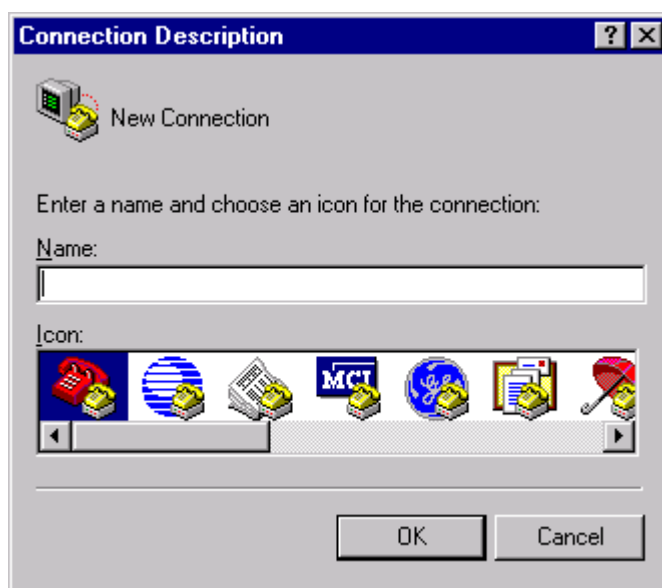 Connection Description
New Connection
Enter a name and choose an icon for the connection:
Name:
Icon:
MCI
OK
Cancel